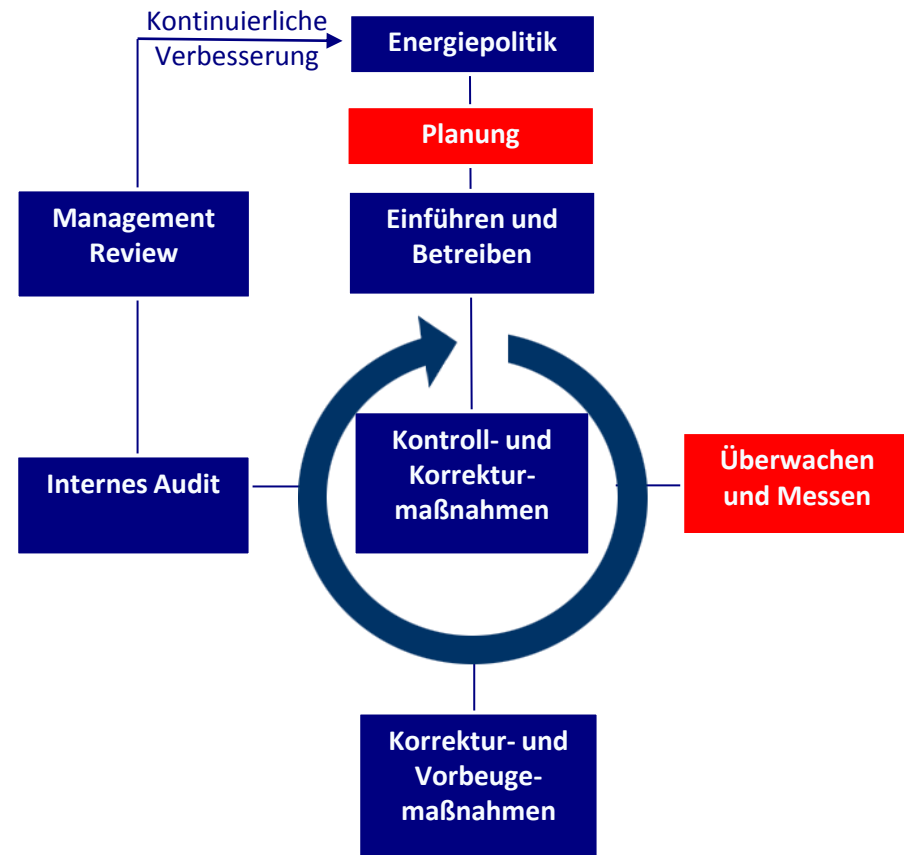 Kontinuierliche
Verbesserung
Energiepolitik
Planung
Einführen und
Betreiben
Management
Review
Kontroll- und
Korrektur-
maßnahmen
Überwachen
und Messen
Internes Audit
Korrektur- und
Vorbeuge-
maßnahmen